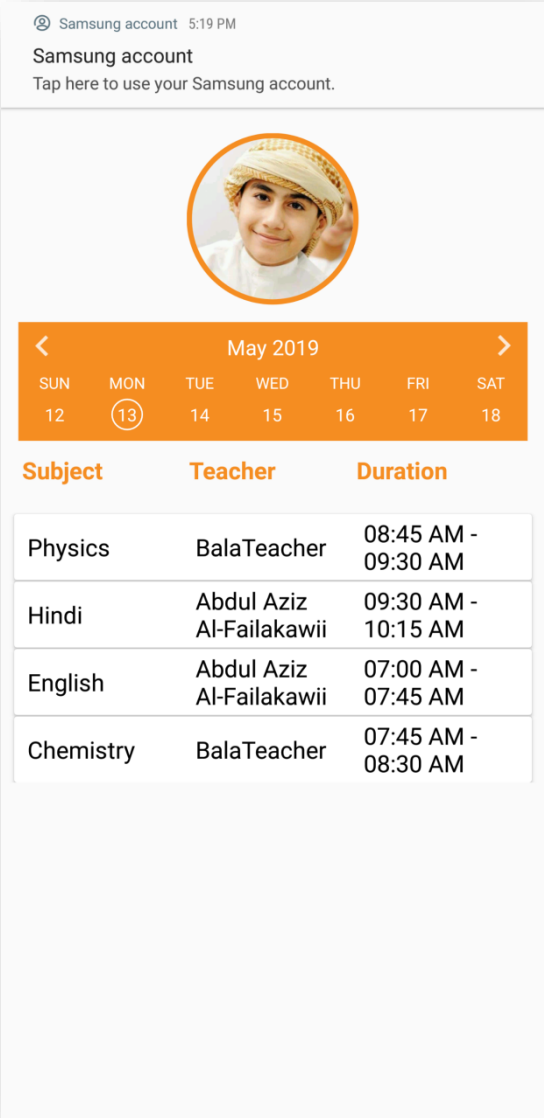 Samsung account 5:19 PM
Samsung account
Tap here to use your Samsung account.
May 2019
SUN MON TUE WED THU FRI SAT
12 13 14 15 16 17 18
Subject Teacher Duration
Physics BalaTeacher 08:45 AM -
09:30 AM
Hindi Abdul Aziz
Al-Failakawii 09:30 AM -
10:15 AM
English Abdul Aziz
Al-Failakawii 07:00 AM -
07:45 AM
Chemistry BalaTeacher 07:45 AM -
08:30 AM